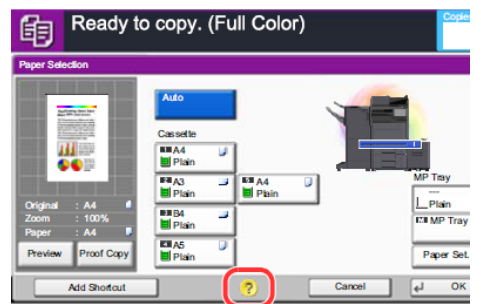 Ready to copy. (Full Color)
Copies
Paper Selection
Auto
Cassette
A4
Plain
A3
Plain
A4
Plain
B4
Plain
A5
Plain
MP Tray
---
Plain
MP Tray
Original : A4
Zoom : 100%
Paper : A4
Preview
Proof Copy
Paper Set.
Add Shortcut
?
Cancel
OK